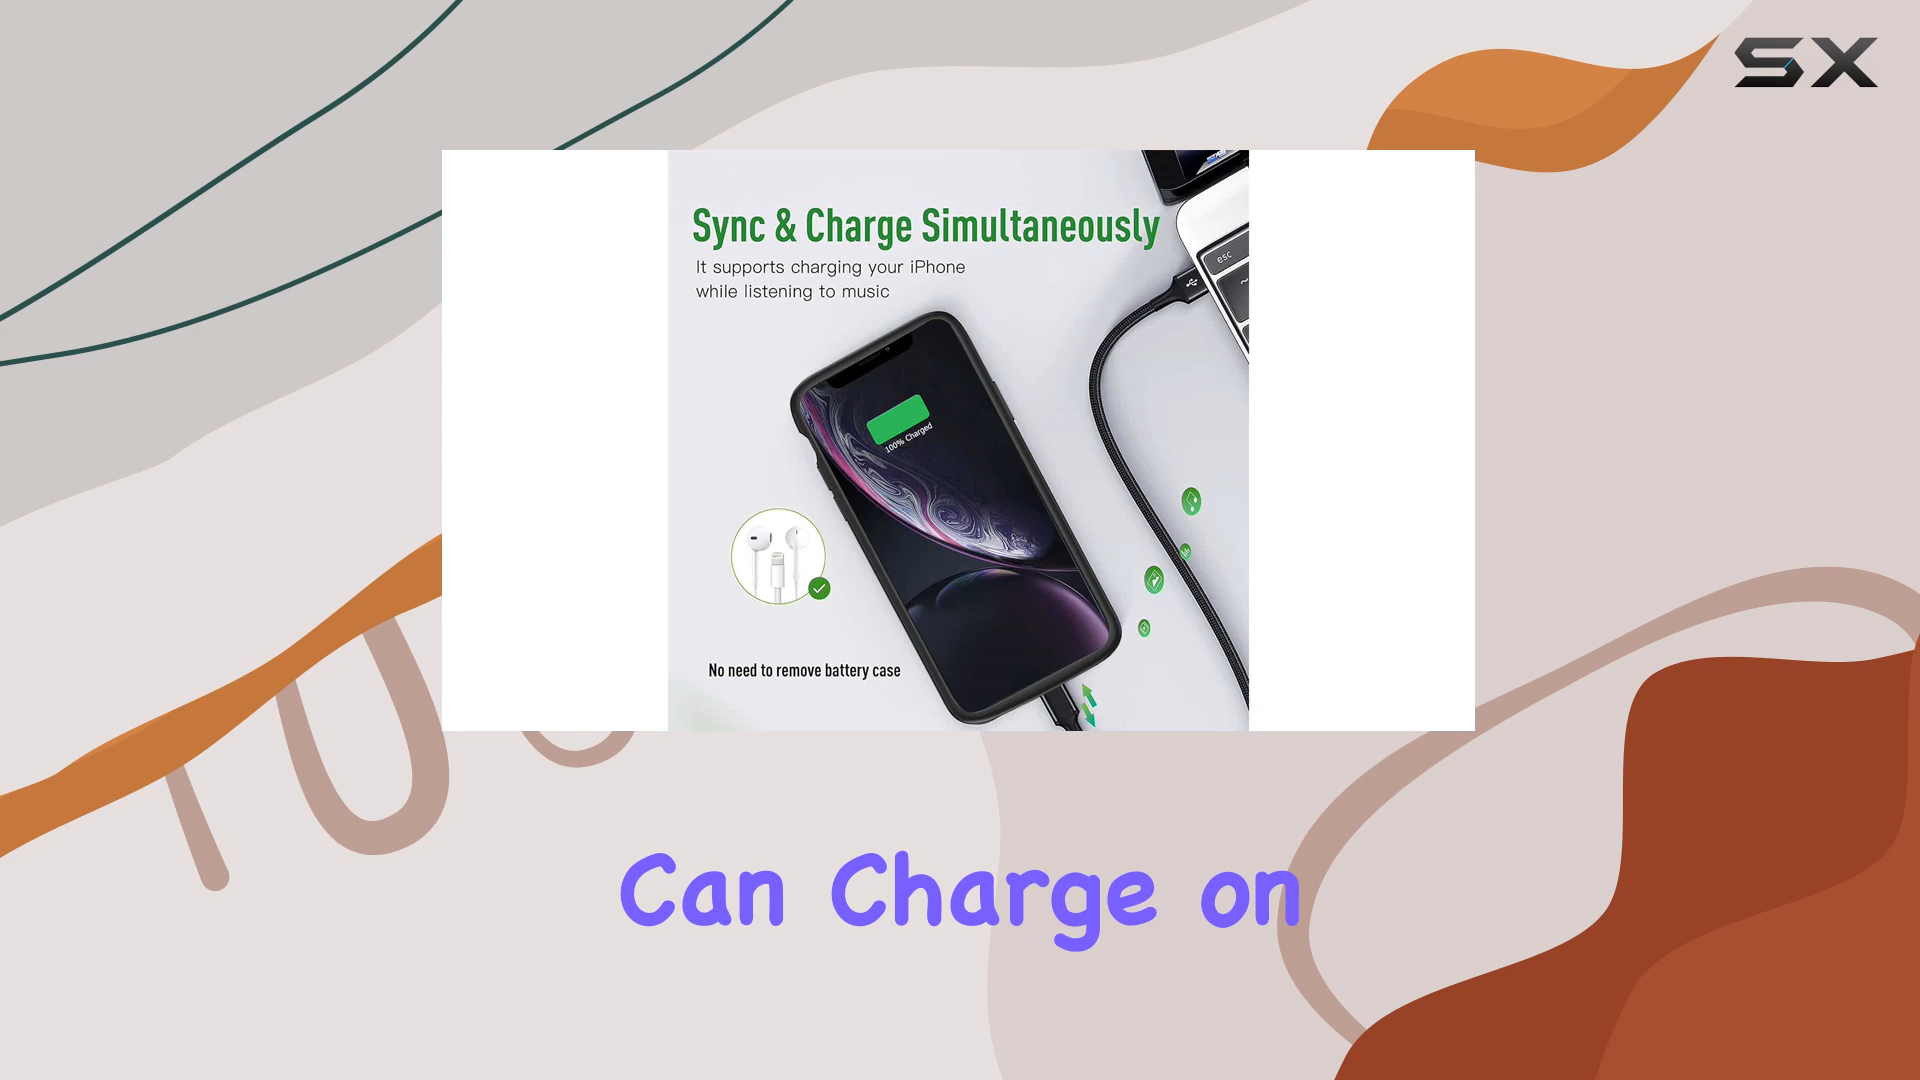 SX
Sync & Charge Simultaneously
It supports charging your iPhone
while listening to music
esc
~
100% Charged
No need to remove battery case
Can Charge on